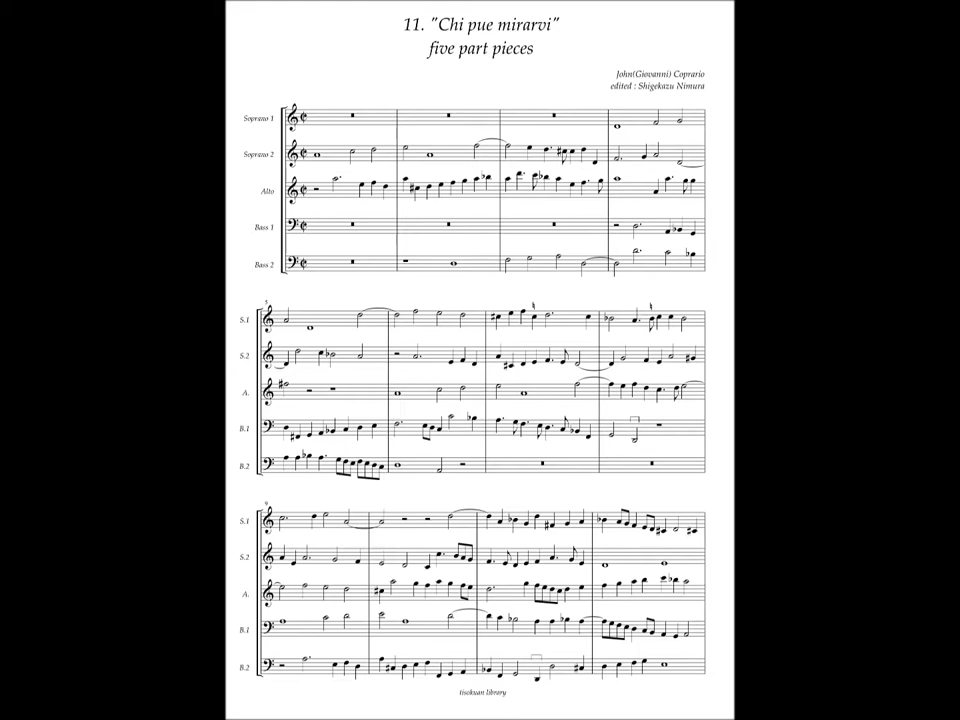 11. "Chi pue mirarvi"
five part pieces
John(Giovanni) Coprario
edited : Shigekazu Nimura
Soprano 1
Soprano 2
Alto
Bass 1
Bass 2
5
S.1
S.2
A.
B.1
B.2
9
S.1
S.2
A.
B.1
B.2
tisokuan library